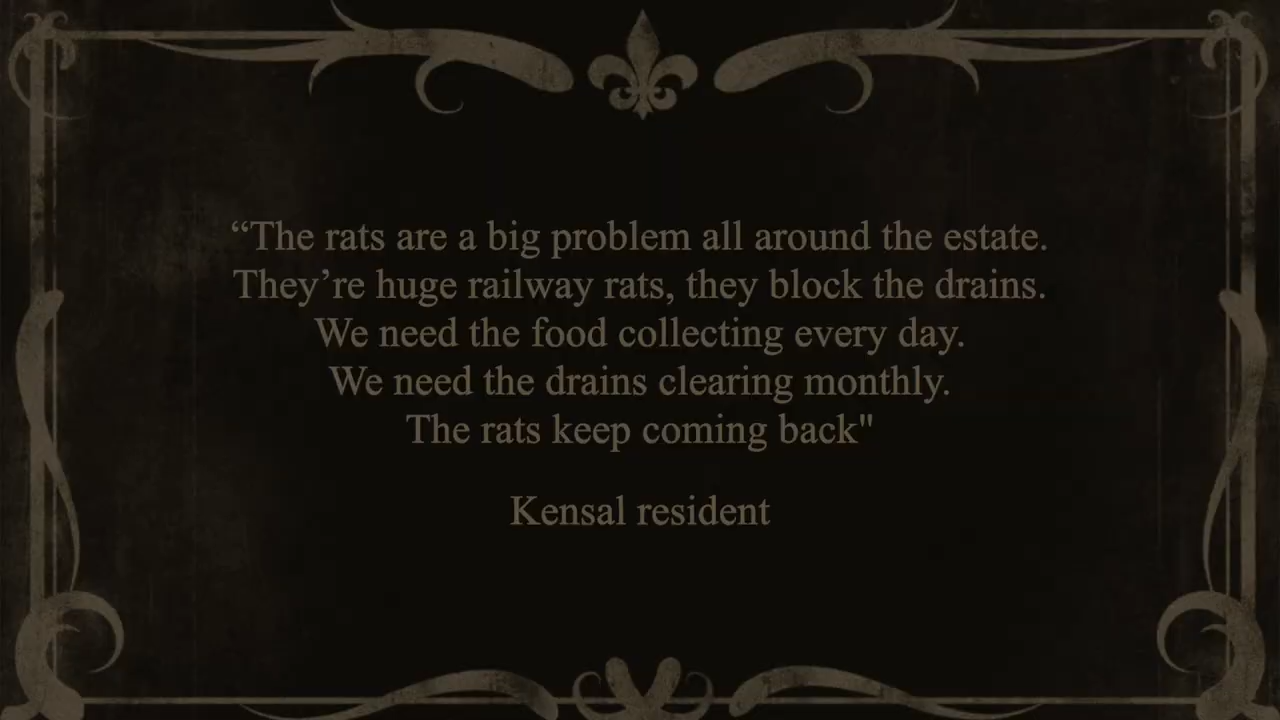 “The rats are a big problem all around the estate.
They’re huge railway rats, they block the drains.
We need the food collecting every day.
We need the drains clearing monthly.
The rats keep coming back"
Kensal resident